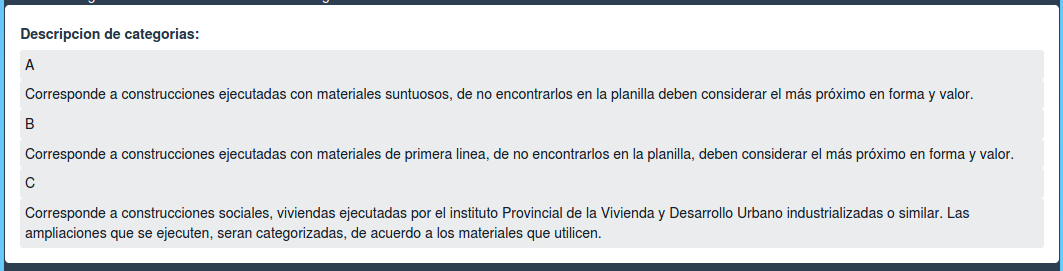 Descripcion de categorias:
A
Corresponde a construcciones ejecutadas con materiales suntuosos, de no encontrarlos en la planilla deben considerar el más próximo en forma y valor.
B
Corresponde a construcciones ejecutadas con materiales de primera linea, de no encontrarlos en la planilla, deben considerar el más próximo en forma y valor.
C
Corresponde a construcciones sociales, viviendas ejecutadas por el instituto Provincial de la Vivienda y Desarrollo Urbano industrializadas o similar. Las
ampliaciones que se ejecuten, seran categorizadas, de acuerdo a los materiales que utilicen.